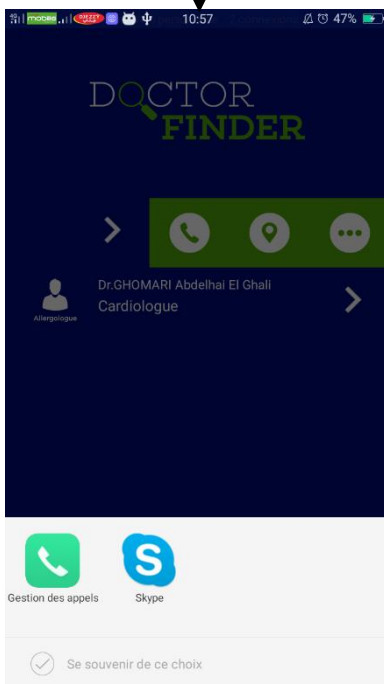 mobilis 10:57 47%
DOCTOR
FINDER
Dr.GHOMARI Abdelhai El Ghali
Cardiologue
Allergologue
Gestion des appels
Skype
Se souvenir de ce choix